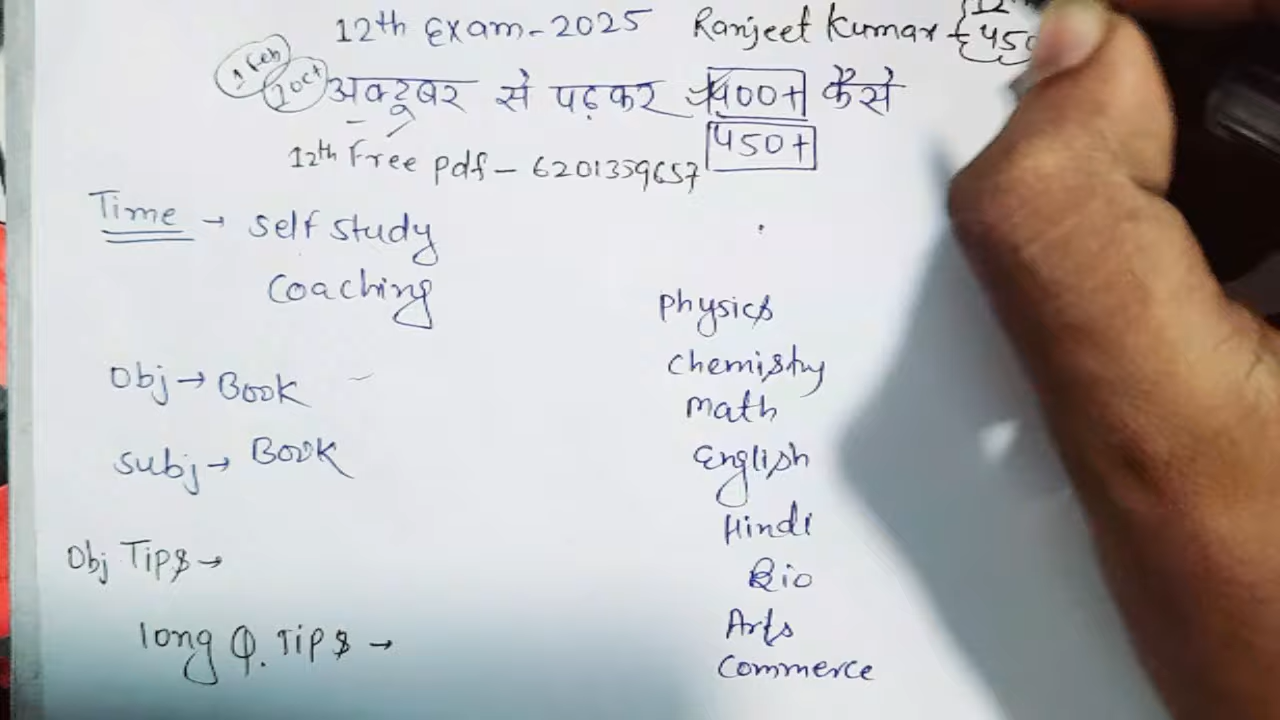 12th Exam-2025 Ranjeet Kumar - 450
1 Feb 1 Oct
अक्टूबर से पढ़कर 400+ कैसे
450+
12th Free pdf - 6201359657
Time → Self study
Coaching
Obj → Book
Subj → Book
Obj Tips →
long Q. Tips →
Physics
Chemistry
Math
English
Hindi
Bio
Arts
Commerce